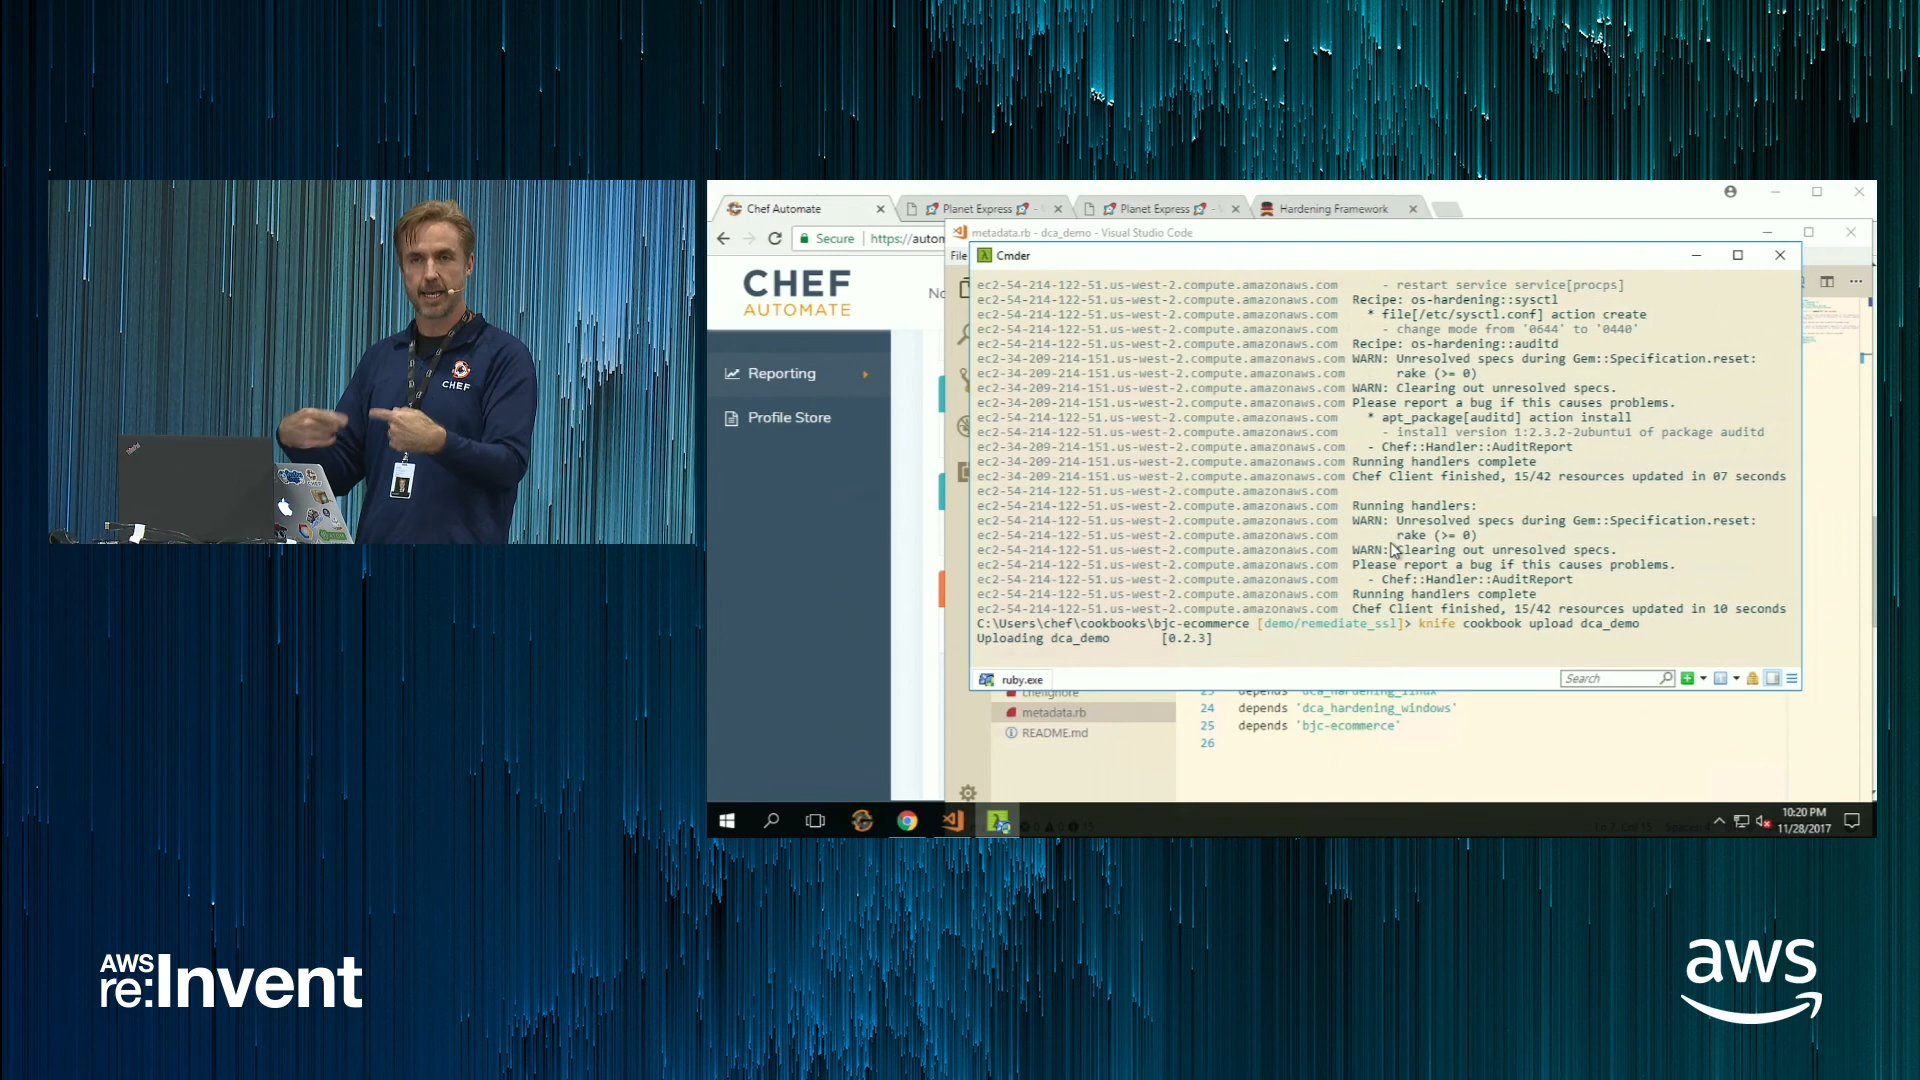 CHEF
Chef Automate
Planet Express
Planet Express
Hardening Framework
Secure
https://autom
metadata.rb - dca_demo - Visual Studio Code
File
Cmder
CHEF
AUTOMATE
No
Reporting
Profile Store
ec2-54-214-122-51.us-west-2.compute.amazonaws.com - restart service service[procps]
ec2-54-214-122-51.us-west-2.compute.amazonaws.com Recipe: os-hardening::sysctl
ec2-54-214-122-51.us-west-2.compute.amazonaws.com * file[/etc/sysctl.conf] action create
ec2-54-214-122-51.us-west-2.compute.amazonaws.com - change mode from '0644' to '0440'
ec2-54-214-122-51.us-west-2.compute.amazonaws.com Recipe: os-hardening::auditd
ec2-34-209-214-151.us-west-2.compute.amazonaws.com WARN: Unresolved specs during Gem::Specification.reset:
ec2-34-209-214-151.us-west-2.compute.amazonaws.com rake (>= 0)
ec2-34-209-214-151.us-west-2.compute.amazonaws.com WARN: Clearing out unresolved specs.
ec2-34-209-214-151.us-west-2.compute.amazonaws.com Please report a bug if this causes problems.
ec2-54-214-122-51.us-west-2.compute.amazonaws.com * apt_package[auditd] action install
ec2-54-214-122-51.us-west-2.compute.amazonaws.com - install version 1:2.3.2-2ubuntu1 of package auditd
ec2-34-209-214-151.us-west-2.compute.amazonaws.com - Chef::Handler::AuditReport
ec2-34-209-214-151.us-west-2.compute.amazonaws.com Running handlers complete
ec2-34-209-214-151.us-west-2.compute.amazonaws.com Chef Client finished, 15/42 resources updated in 07 seconds
ec2-54-214-122-51.us-west-2.compute.amazonaws.com
ec2-54-214-122-51.us-west-2.compute.amazonaws.com Running handlers:
ec2-54-214-122-51.us-west-2.compute.amazonaws.com WARN: Unresolved specs during Gem::Specification.reset:
ec2-54-214-122-51.us-west-2.compute.amazonaws.com rake (>= 0)
ec2-54-214-122-51.us-west-2.compute.amazonaws.com WARN: Clearing out unresolved specs.
ec2-54-214-122-51.us-west-2.compute.amazonaws.com Please report a bug if this causes problems.
ec2-54-214-122-51.us-west-2.compute.amazonaws.com - Chef::Handler::AuditReport
ec2-54-214-122-51.us-west-2.compute.amazonaws.com Running handlers complete
ec2-54-214-122-51.us-west-2.compute.amazonaws.com Chef Client finished, 15/42 resources updated in 10 seconds
C:\Users\chef\cookbooks\bjc-ecommerce [demo/remediate_ssl]> knife cookbook upload dca_demo
Uploading dca_demo [0.2.3]
ruby.exe
Search
chefignore
metadata.rb
README.md
23 depends 'dca_hardening_linux'
24 depends 'dca_hardening_windows'
25 depends 'bjc-ecommerce'
26
10:20 PM
11/28/2017
AWS
re:Invent
aws